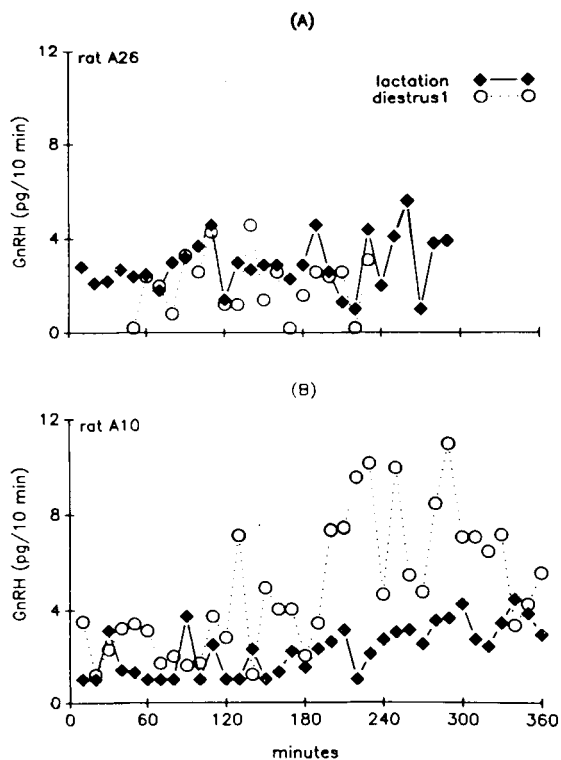 (A)
rat A26
lactation
diestrus1
GnRH (pg/10 min)
12
8
4
0
(B)
rat A10
GnRH (pg/10 min)
12
8
4
0
0 60 120 180 240 300 360
minutes